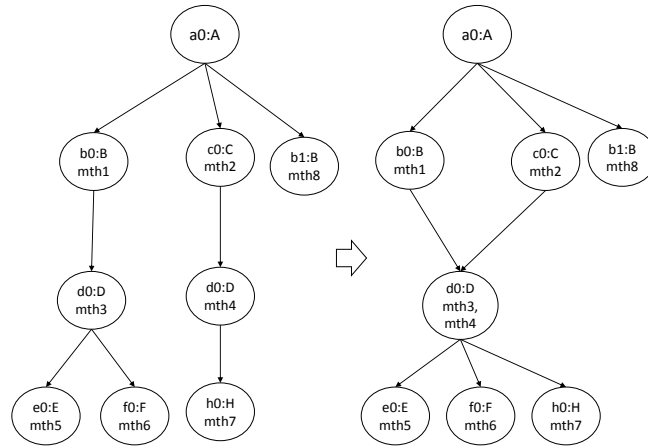 a0:A
b0:B
mth1
c0:C
mth2
b1:B
mth8
d0:D
mth3
d0:D
mth4
e0:E
mth5
f0:F
mth6
h0:H
mth7
a0:A
b0:B
mth1
c0:C
mth2
b1:B
mth8
d0:D
mth3,
mth4
e0:E
mth5
f0:F
mth6
h0:H
mth7